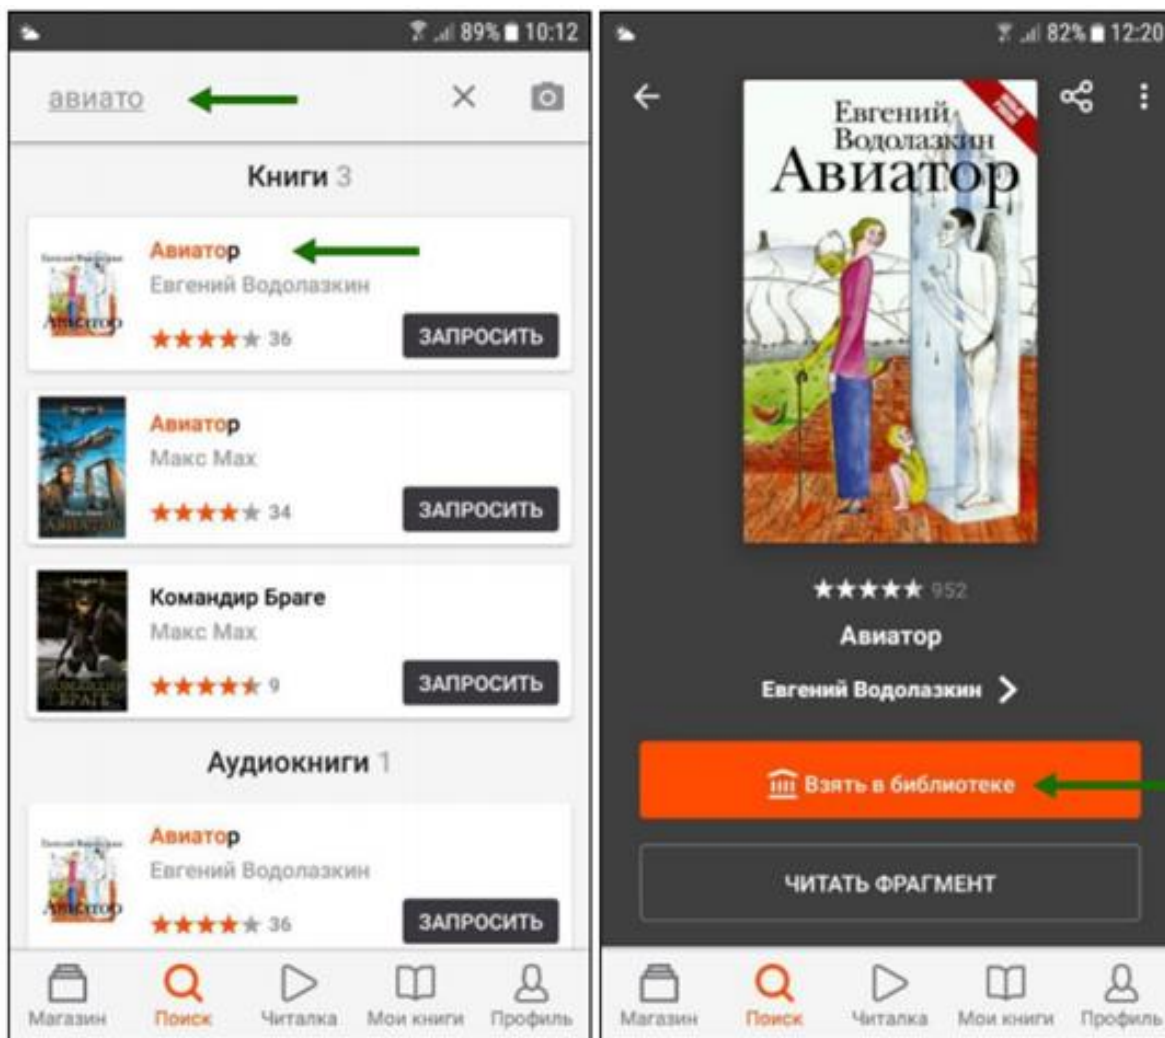 89% 10:12
авиато
Книги 3
Авиатор
Евгений Водолазкин
36
ЗАПРОСИТЬ
Авиатор
Макс Мах
34
ЗАПРОСИТЬ
Командир Браге
Макс Мах
9
ЗАПРОСИТЬ
Аудиокниги 1
Авиатор
Евгений Водолазкин
36
ЗАПРОСИТЬ
Магазин
Поиск
Читалка
Мои книги
Профиль
82% 12:20
Евгений
Водолазкин
Авиатор
952
Авиатор
Евгений Водолазкин
Взять в библиотеке
ЧИТАТЬ ФРАГМЕНТ
Магазин
Поиск
Читалка
Мои книги
Профиль